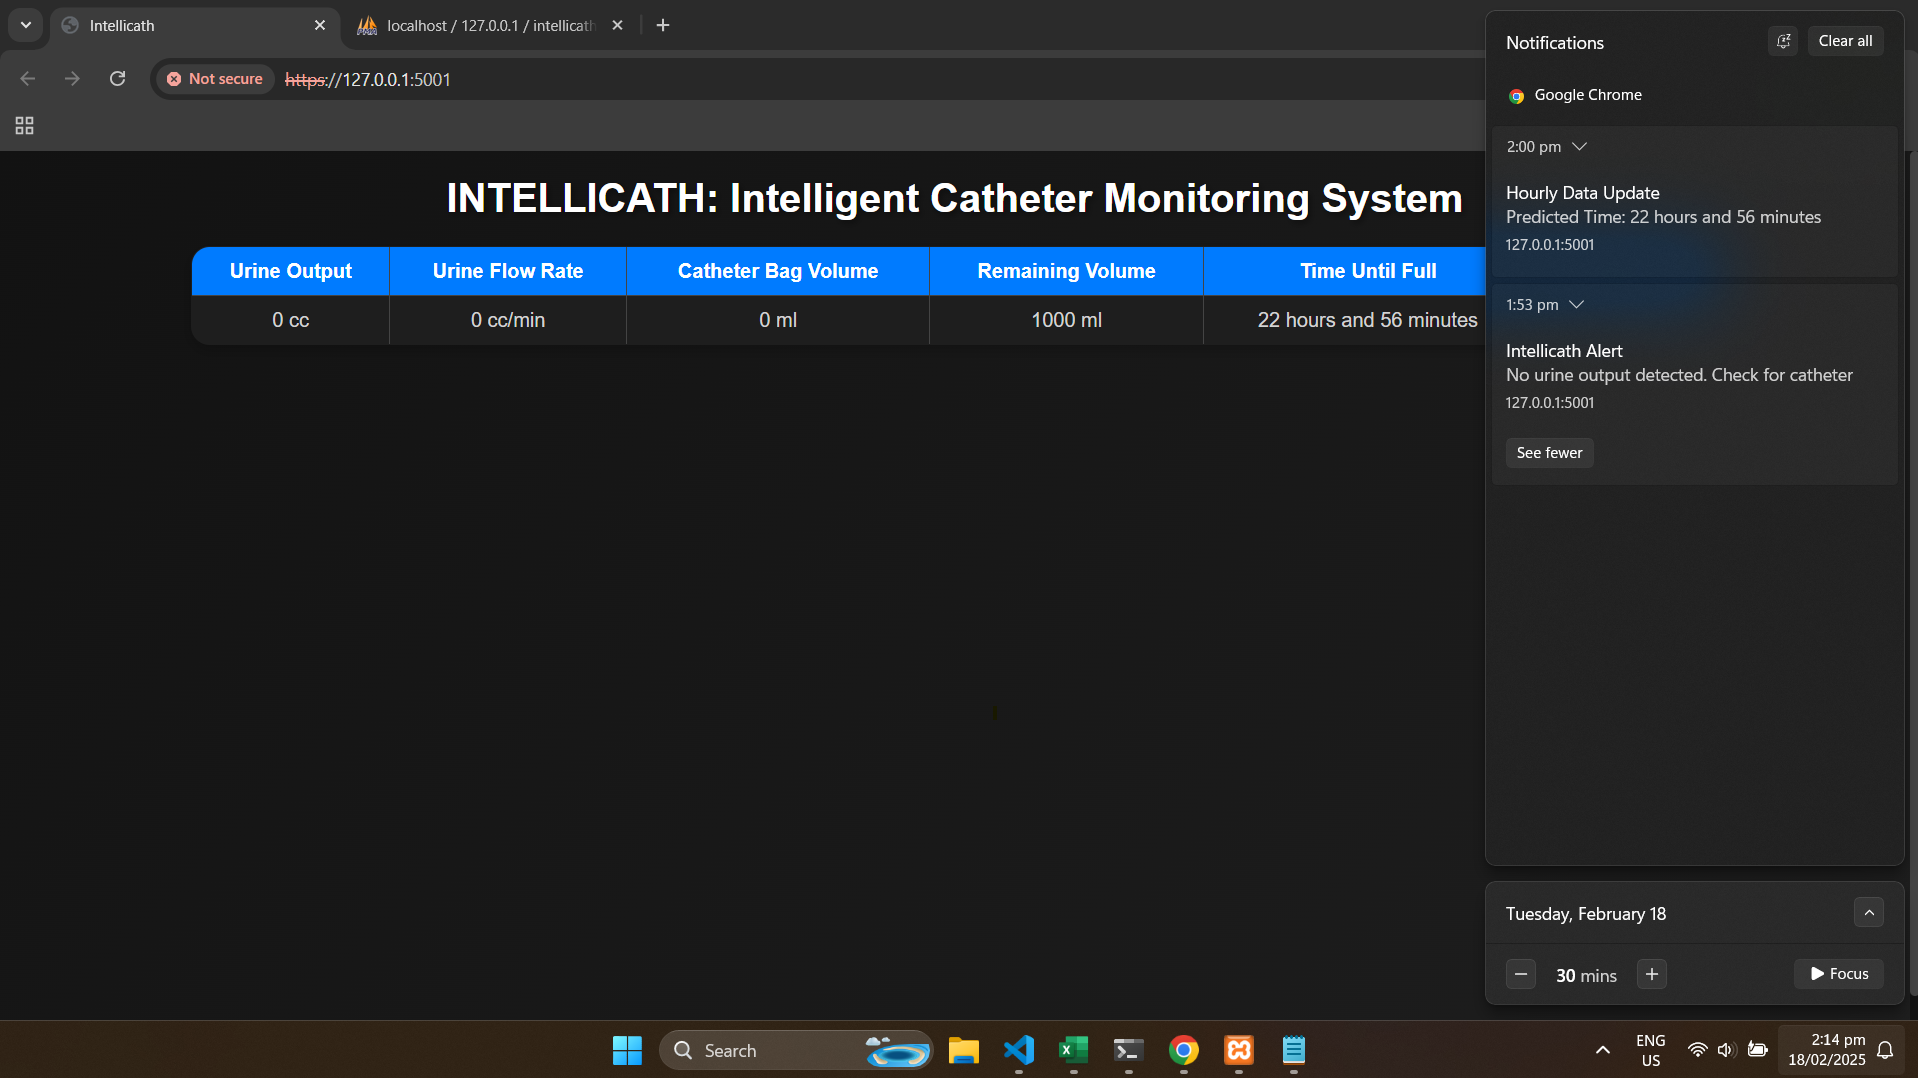 Intellicath
localhost / 127.0.0.1 / intellicath
Not secure
https://127.0.0.1:5001
INTELLICATH: Intelligent Catheter Monitoring System
Urine Output Urine Flow Rate Catheter Bag Volume Remaining Volume Time Until Full
0 cc 0 cc/min 0 ml 1000 ml 22 hours and 56 minutes
Notifications
Clear all
Google Chrome
2:00 pm
Hourly Data Update
Predicted Time: 22 hours and 56 minutes
127.0.0.1:5001
1:53 pm
Intellicath Alert
No urine output detected. Check for catheter
127.0.0.1:5001
See fewer
Tuesday, February 18
30 mins
Focus
Search
ENG
US
2:14 pm
18/02/2025